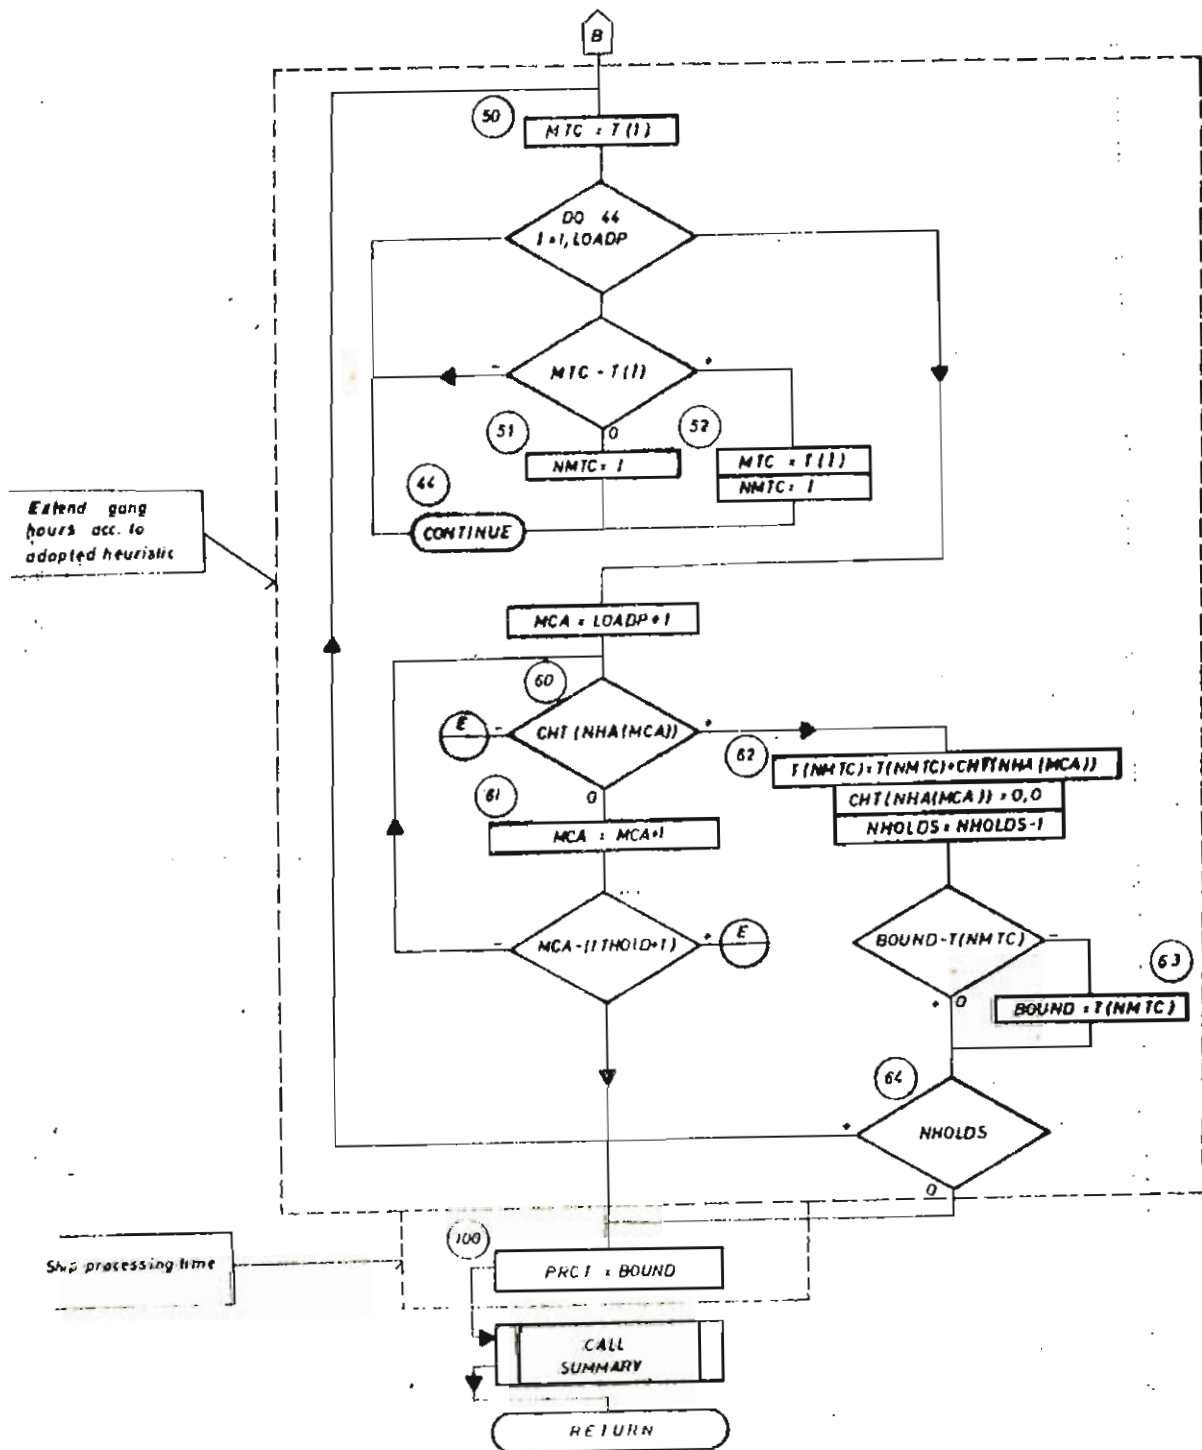 B
50
MTC = T(1)
DO 44
I=1,LOADP
MTC - T(I)
-
+
0
51
52
NMTC = I
MTC = T(I)
NMTC = I
44
CONTINUE
Extend gang
hours acc. to
adopted heuristic
MCA = LOADP+1
60
E
-
CHT(NHA(MCA))
+
62
0
T(NMTC)=T(NMTC)+CHT(NHA(MCA))
CHT(NHA(MCA)) = 0,0
NHOLDS = NHOLDS-1
61
MCA = MCA+1
-
MCA-(ITHOLD+1)
+
E
BOUND-T(NMTC)
-
63
+
0
BOUND = T(NMTC)
64
+
NHOLDS
0
100
Ship processing time
PRCT = BOUND
CALL
SUMMARY
RETURN